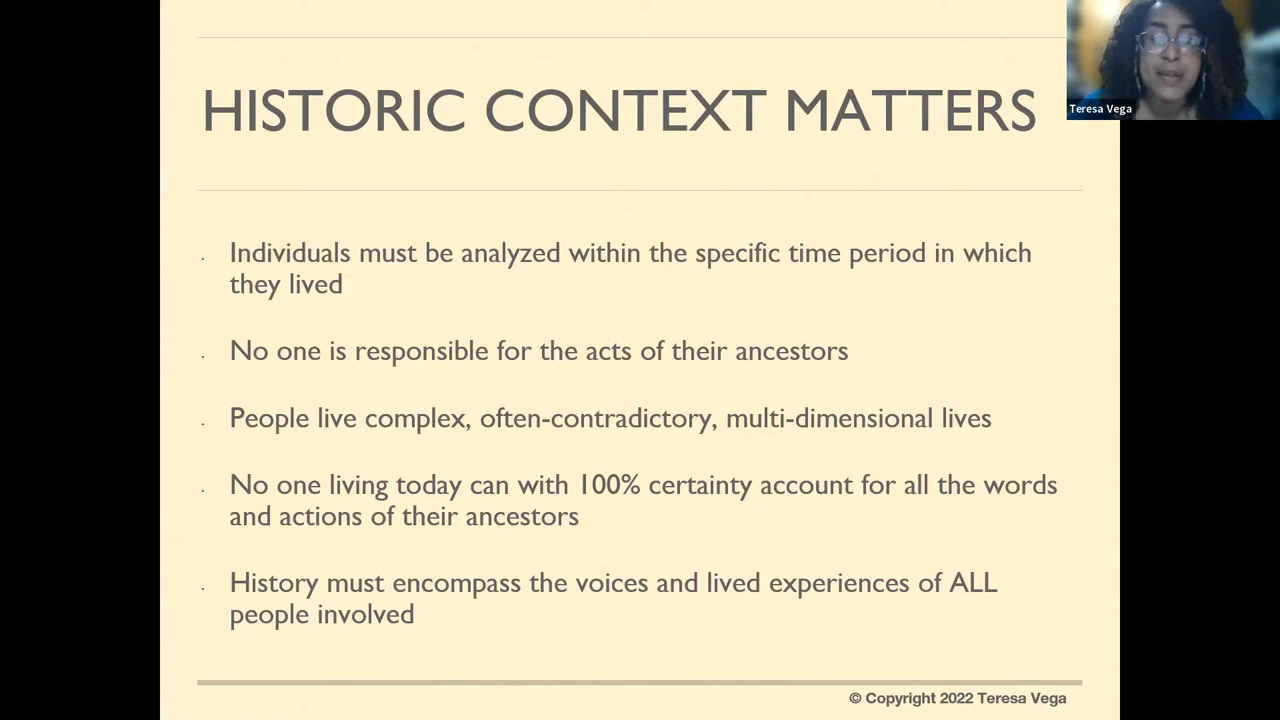 HISTORIC CONTEXT MATTERS
Teresa Vega
· Individuals must be analyzed within the specific time period in which
they lived
· No one is responsible for the acts of their ancestors
· People live complex, often-contradictory, multi-dimensional lives
· No one living today can with 100% certainty account for all the words
and actions of their ancestors
· History must encompass the voices and lived experiences of ALL
people involved
© Copyright 2022 Teresa Vega